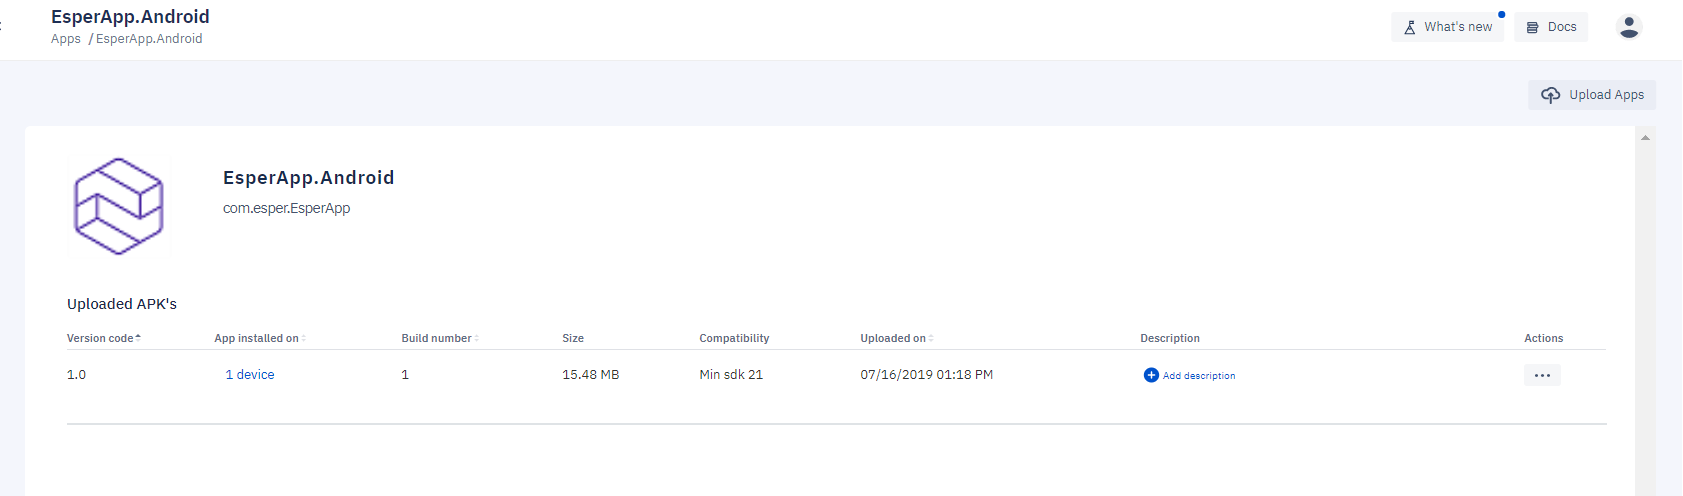 EsperApp.Android
Apps / EsperApp.Android
What's new
Docs
Upload Apps
EsperApp.Android
com.esper.EsperApp
Uploaded APK's
Version code App installed on Build number Size Compatibility Uploaded on Description Actions
1.0 1 device 1 15.48 MB Min sdk 21 07/16/2019 01:18 PM Add description